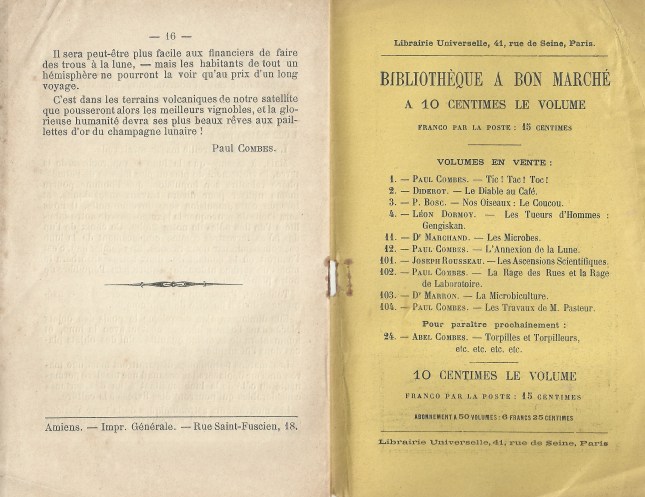 — 16 —
Il sera peut-être plus facile aux financiers de faire
des trous à la lune, — mais les habitants de tout un
hémisphère ne pourront la voir qu'au prix d'un long
voyage.
C'est dans les terrains volcaniques de notre satellite
que pousseront alors les meilleurs vignobles, et la glo-
rieuse humanité devra ses plus beaux rêves aux pail-
lettes d'or du champagne lunaire !
Paul COMBES.
Amiens. — Impr. Générale. — Rue Saint-Fuscien, 18.
Librairie Universelle, 41, rue de Seine, Paris.
BIBLIOTHÈQUE A BON MARCHÉ
A 10 CENTIMES LE VOLUME
FRANCO PAR LA POSTE : 15 CENTIMES
VOLUMES EN VENTE :
1. — PAUL COMBES. — Tic ! Tac ! Toc !
2. — DIDEROT. — Le Diable au Café.
3. — P. BOSC. — Nos Oiseaux : Le Coucou.
4. — LÉON DORMOY. — Les Tueurs d'Hommes :
Gengiskan.
11. — Dr MARCHAND. — Les Microbes.
12. — PAUL COMBES. — L'Annexion de la Lune.
101. — JOSEPH ROUSSEAU. — Les Ascensions Scientifiques.
102. — PAUL COMBES. — La Rage des Rues et la Rage
de Laboratoire.
103. — Dr MARRON. — La Microbiculture.
104. — PAUL COMBES. — Les Travaux de M. Pasteur.
Pour paraître prochainement :
24. — ABEL COMBES. — Torpilles et Torpilleurs,
etc. etc. etc. etc.
10 CENTIMES LE VOLUME
FRANCO PAR LA POSTE : 15 CENTIMES
ABONNEMENT A 50 VOLUMES : 6 FRANCS 25 CENTIMES
Librairie Universelle, 41, rue de Seine, Paris